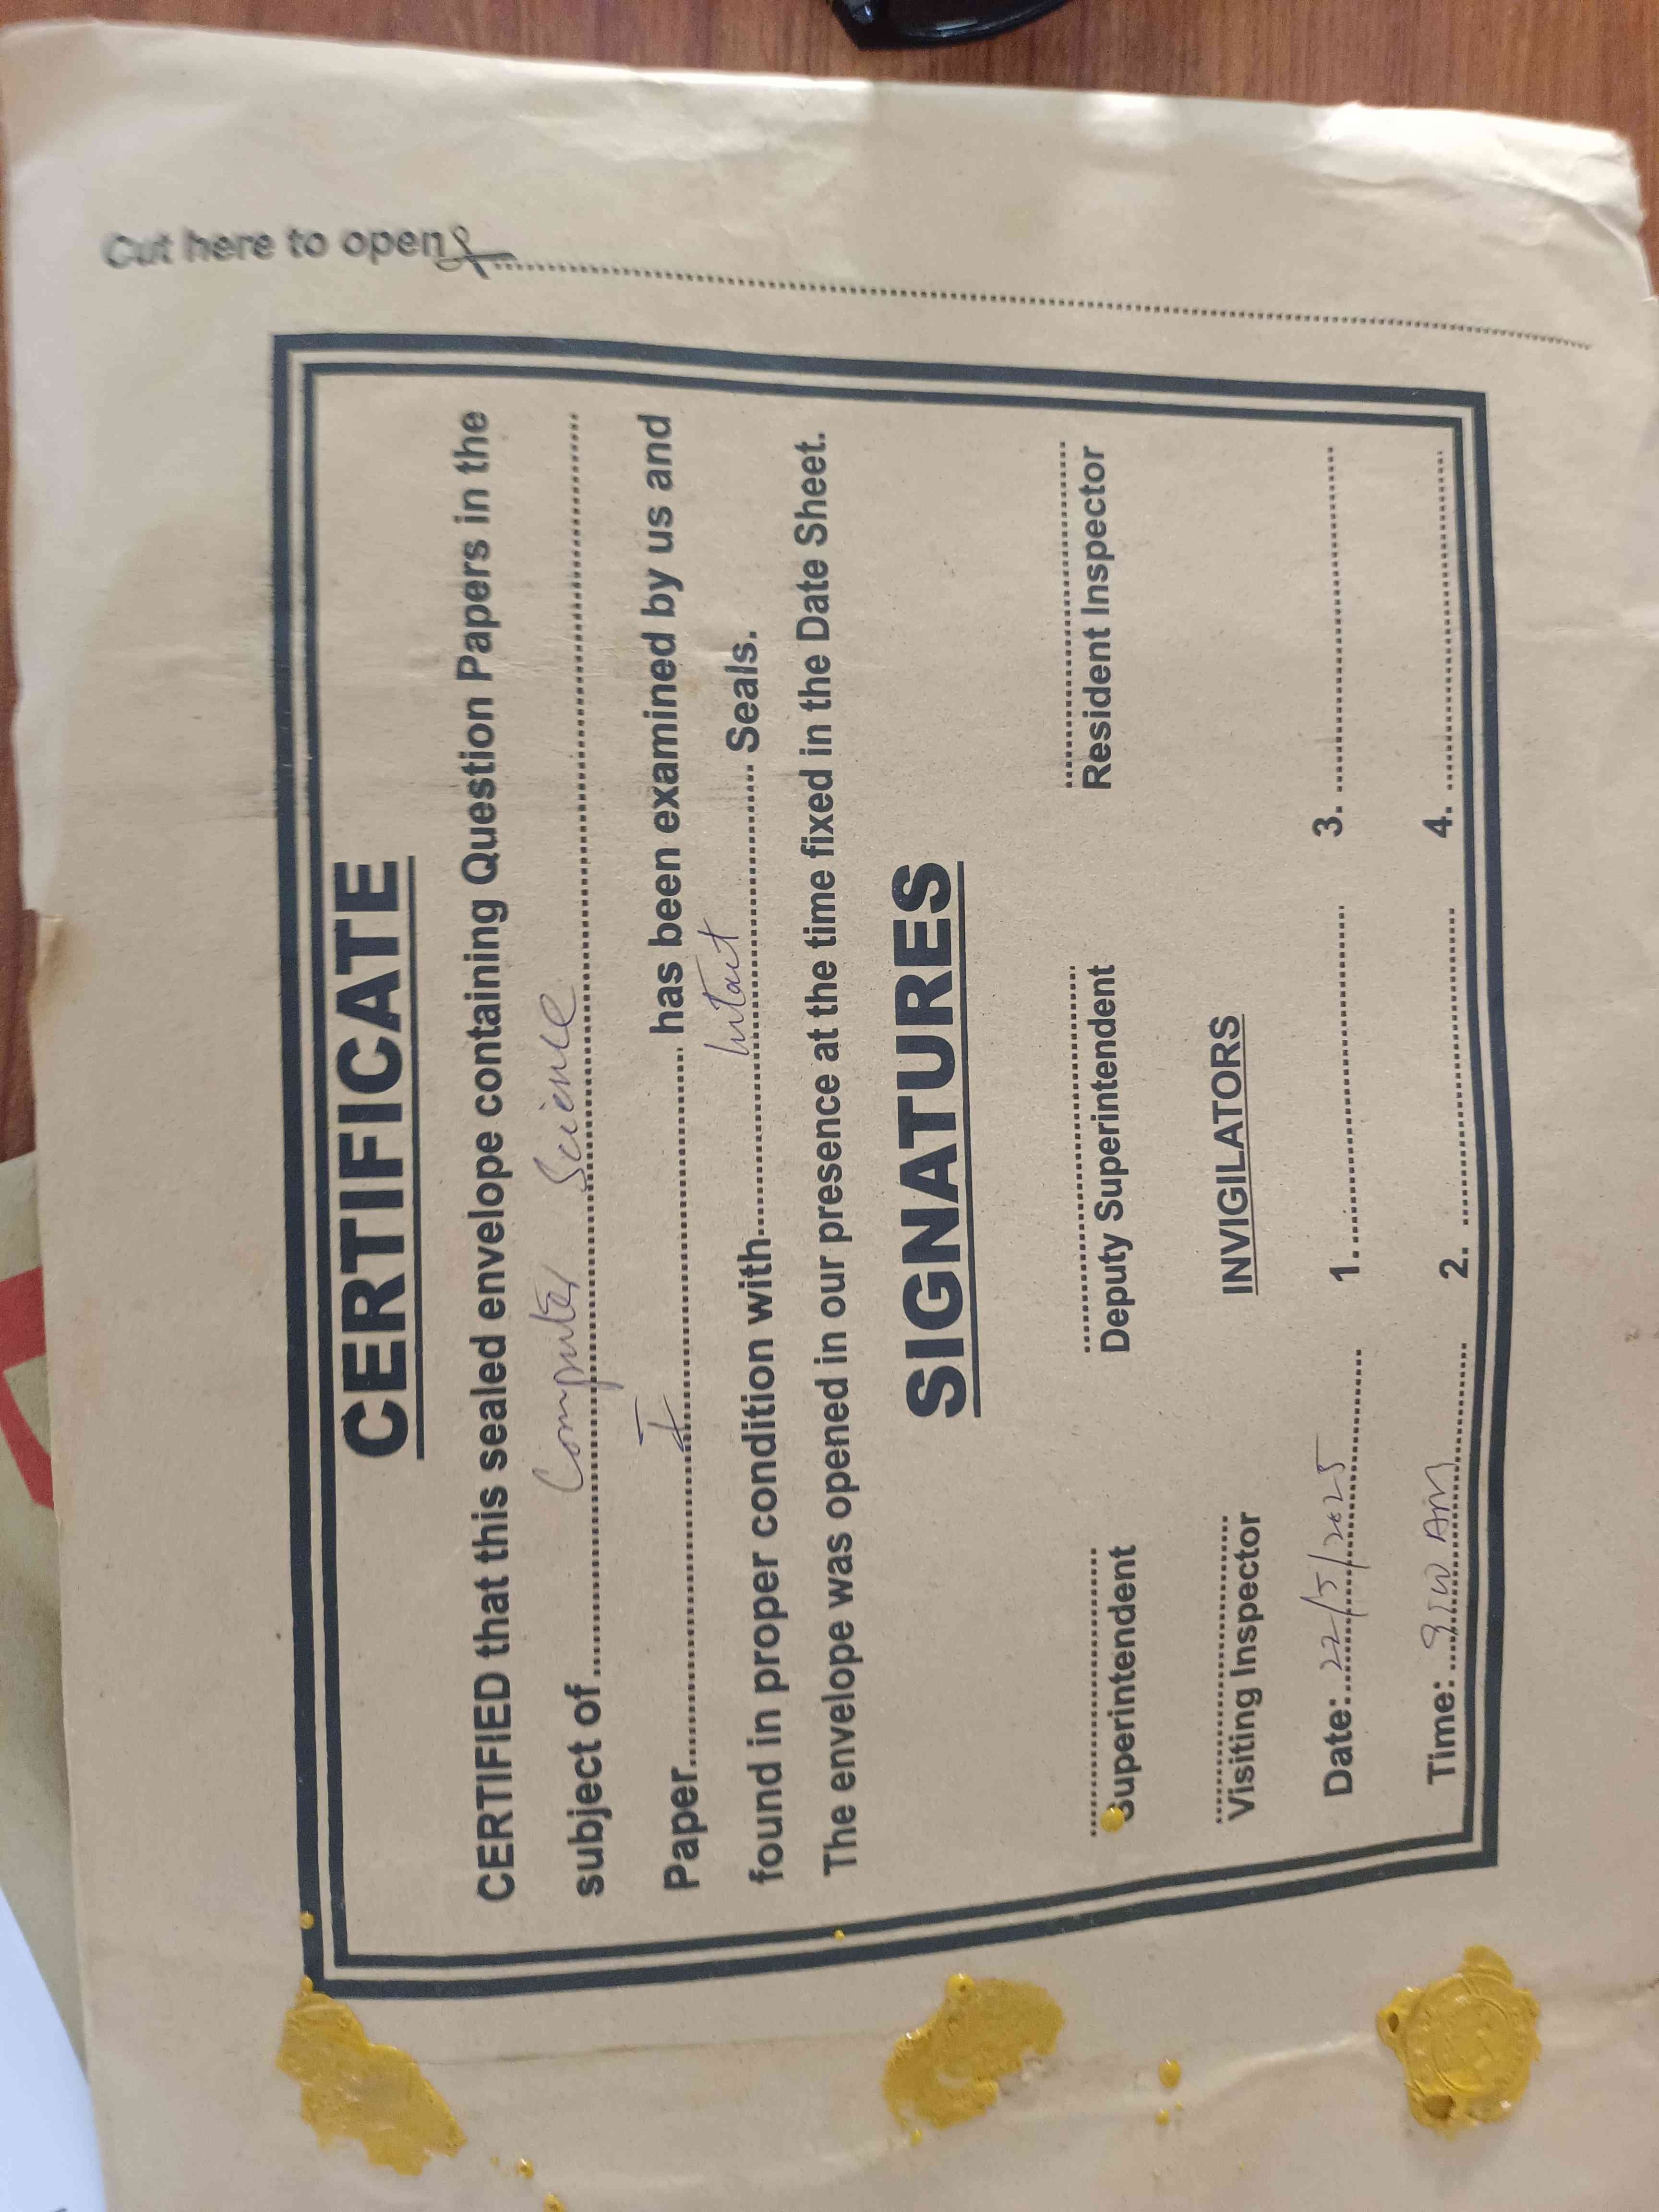 Cut here to open
CERTIFICATE
CERTIFIED that this sealed envelope containing Question Papers in the
subject of Computer Science
Paper I has been examined by us and
found in proper condition with Intact Seals.
The envelope was opened in our presence at the time fixed in the Date Sheet.
SIGNATURES
Superintendent Deputy Superintendent Resident Inspector
Visiting Inspector INVIGILATORS
Date: 22/5/2025 1. 3.
Time: AM 2. 4.